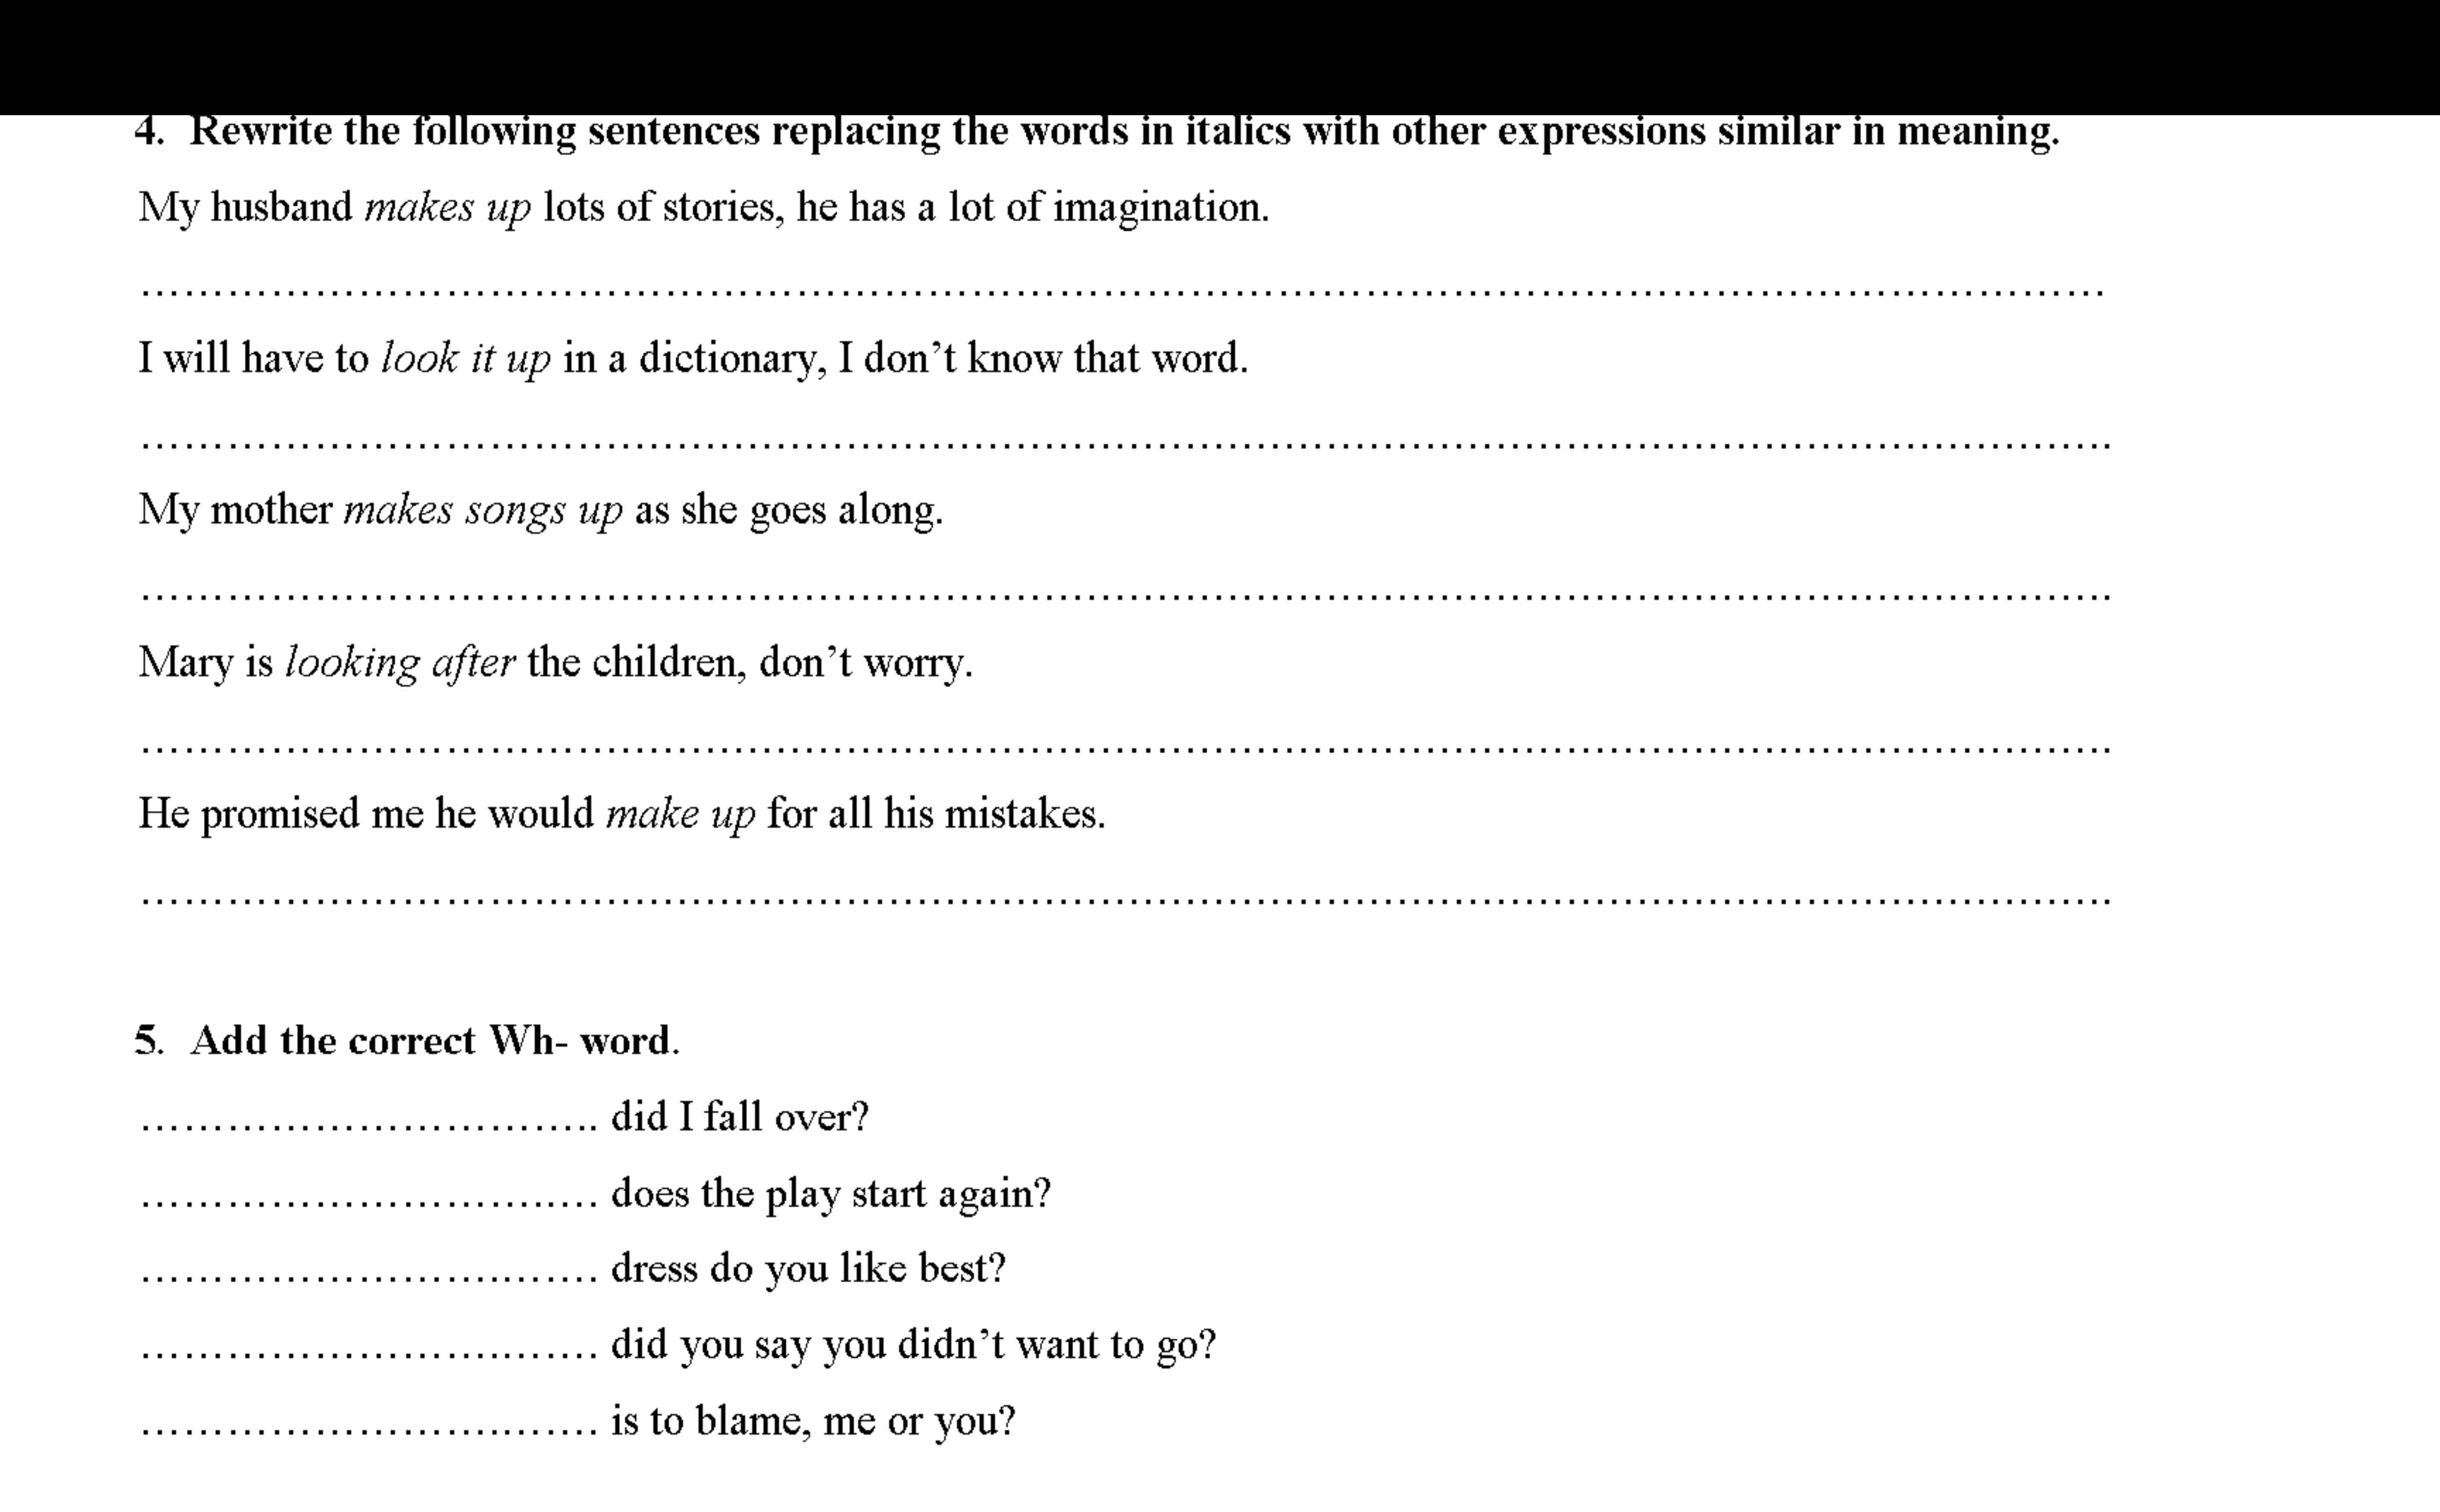 4. Rewrite the following sentences replacing the words in italics with other expressions similar in meaning.
My husband makes up lots of stories, he has a lot of imagination.
………………………………………………………………………………………………………………
I will have to look it up in a dictionary, I don’t know that word.
………………………………………………………………………………………………………………
My mother makes songs up as she goes along.
………………………………………………………………………………………………………………
Mary is looking after the children, don’t worry.
………………………………………………………………………………………………………………
He promised me he would make up for all his mistakes.
………………………………………………………………………………………………………………
5. Add the correct Wh- word.
………………………….. did I fall over?
…………………………... does the play start again?
…………………………... dress do you like best?
…………………………... did you say you didn’t want to go?
…………………………... is to blame, me or you?